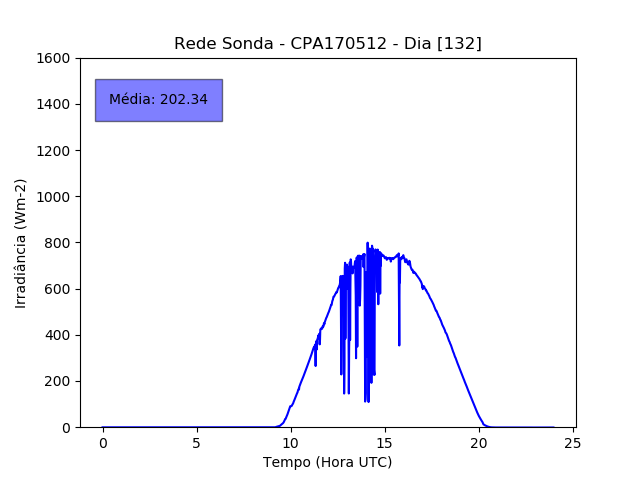 Rede Sonda - CPA170512 - Dia [132]
1600
1400
1200
1000
800
600
400
200
0
Irradiância (Wm-2)
Média: 202.34
0 5 10 15 20 25
Tempo (Hora UTC)